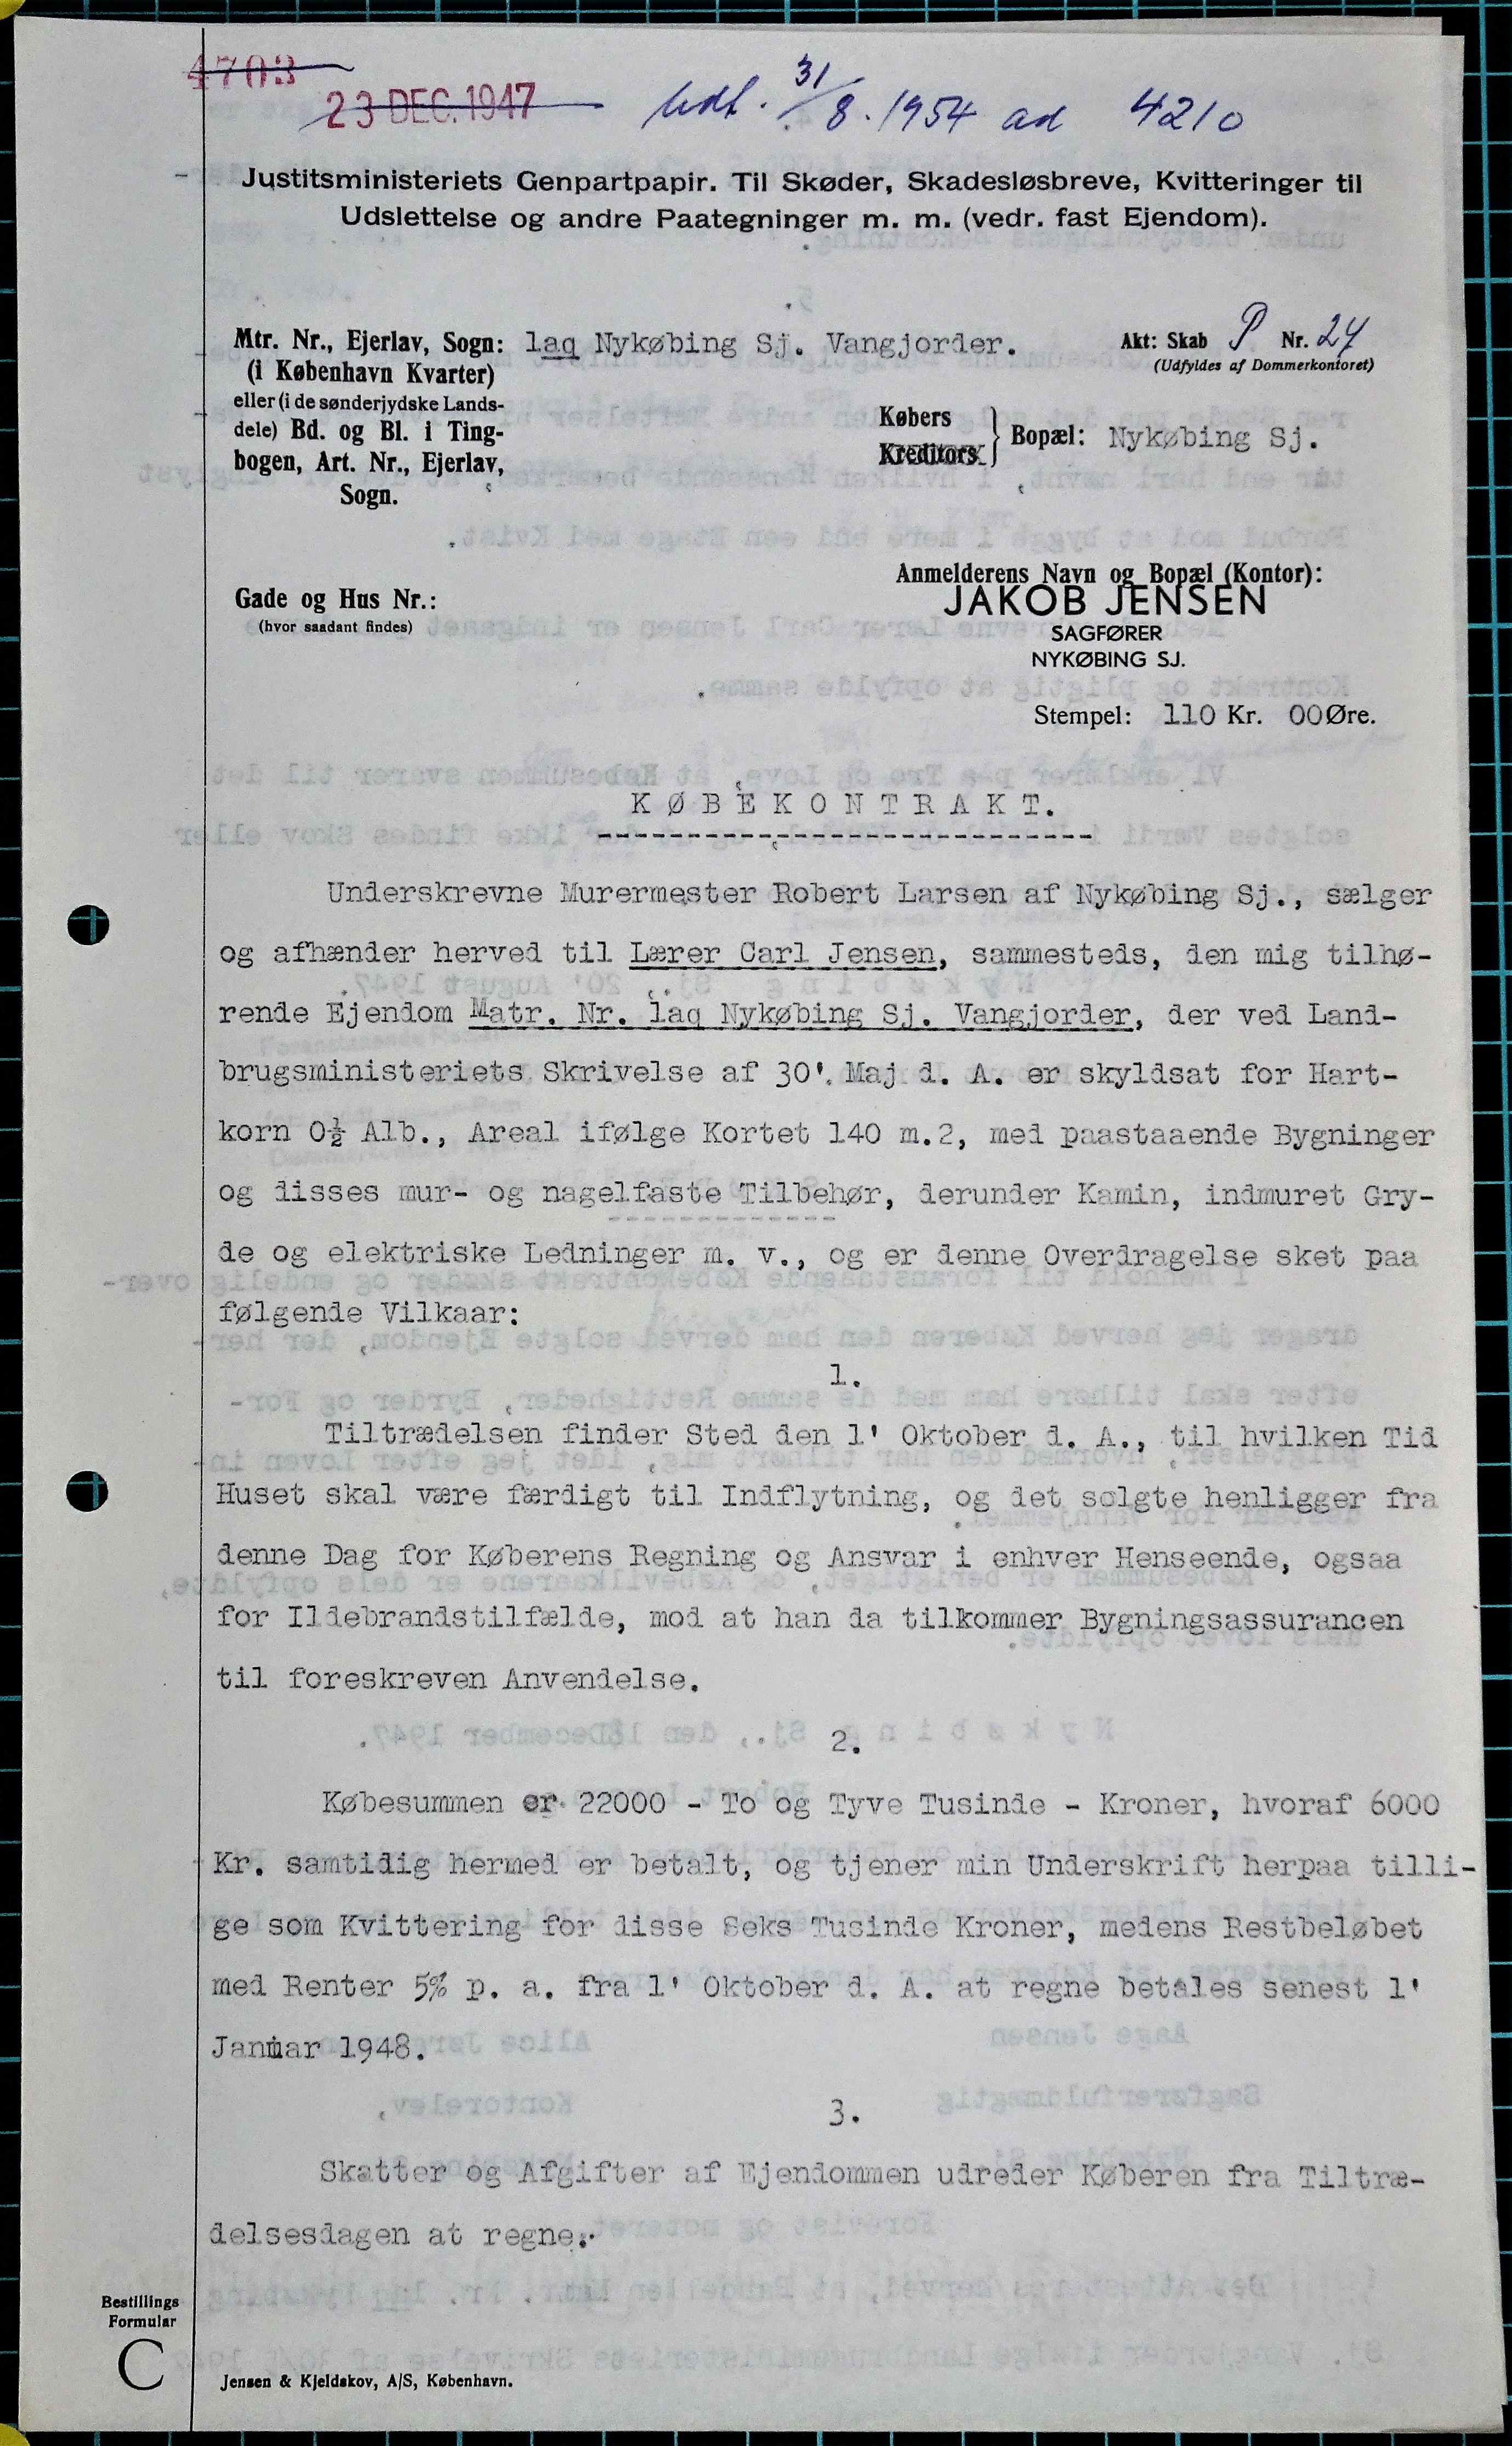 4703
23 DEC. 1947 Udl. 31/8. 1954 ad 4210
Justitsministeriets Genpartpapir. Til Skøder, Skadesløsbreve, Kvitteringer til
Udslettelse og andre Paategninger m. m. (vedr. fast Ejendom).
Mtr. Nr., Ejerlav, Sogn: 1aq Nykøbing Sj. Vangjorder.
(i København Kvarter)
eller (i de sønderjydske Lands-
dele) Bd. og Bl. i Ting-
bogen, Art. Nr., Ejerlav,
Sogn.
Akt: Skab P Nr. 24
(Udfyldes af Dommerkontoret)
Købers
Kreditors
Bopæl: Nykøbing Sj.
Gade og Hus Nr.:
(hvor saadant findes)
Anmelderens Navn og Bopæl (Kontor):
JAKOB JENSEN
SAGFØRER
NYKØBING SJ.
Stempel: 110 Kr. 00 Øre.
KØBEKONTRAKT.
Underskrevne Murermester Robert Larsen af Nykøbing Sj., sælger
og afhænder herved til Lærer Carl Jensen, sammesteds, den mig tilhø-
rende Ejendom Matr. Nr. 1aq Nykøbing Sj. Vangjorder, der ved Land-
brugsministeriets Skrivelse af 30'. Maj d. A. er skyldsat for Hart-
korn 0½ Alb., Areal ifølge Kortet 140 m.2, med paastaaende Bygninger
og disses mur- og nagelfaste Tilbehør, derunder Kamin, indmuret Gry-
de og elektriske Ledninger m. v., og er denne Overdragelse sket paa
følgende Vilkaar:
1.
Tiltrædelsen finder Sted den 1' Oktober d. A., til hvilken Tid
Huset skal være færdigt til Indflytning, og det solgte henligger fra
denne Dag for Køberens Regning og Ansvar i enhver Henseende, ogsaa
for Ildebrandstilfælde, mod at han da tilkommer Bygningsassurancen
til foreskreven Anvendelse.
2.
Købesummen er 22000 - To og Tyve Tusinde - Kroner, hvoraf 6000
Kr. samtidig hermed er betalt, og tjener min Underskrift herpaa tilli-
ge som Kvittering for disse Seks Tusinde Kroner, medens Restbeløbet
med Renter 5% p. a. fra 1' Oktober d. A. at regne betales senest 1'
Januar 1948.
3.
Skatter og Afgifter af Ejendommen udreder Køberen fra Tiltræ-
delsesdagen at regne.
Bestillings
Formular
C
Jensen & Kjeldskov, A/S, København.